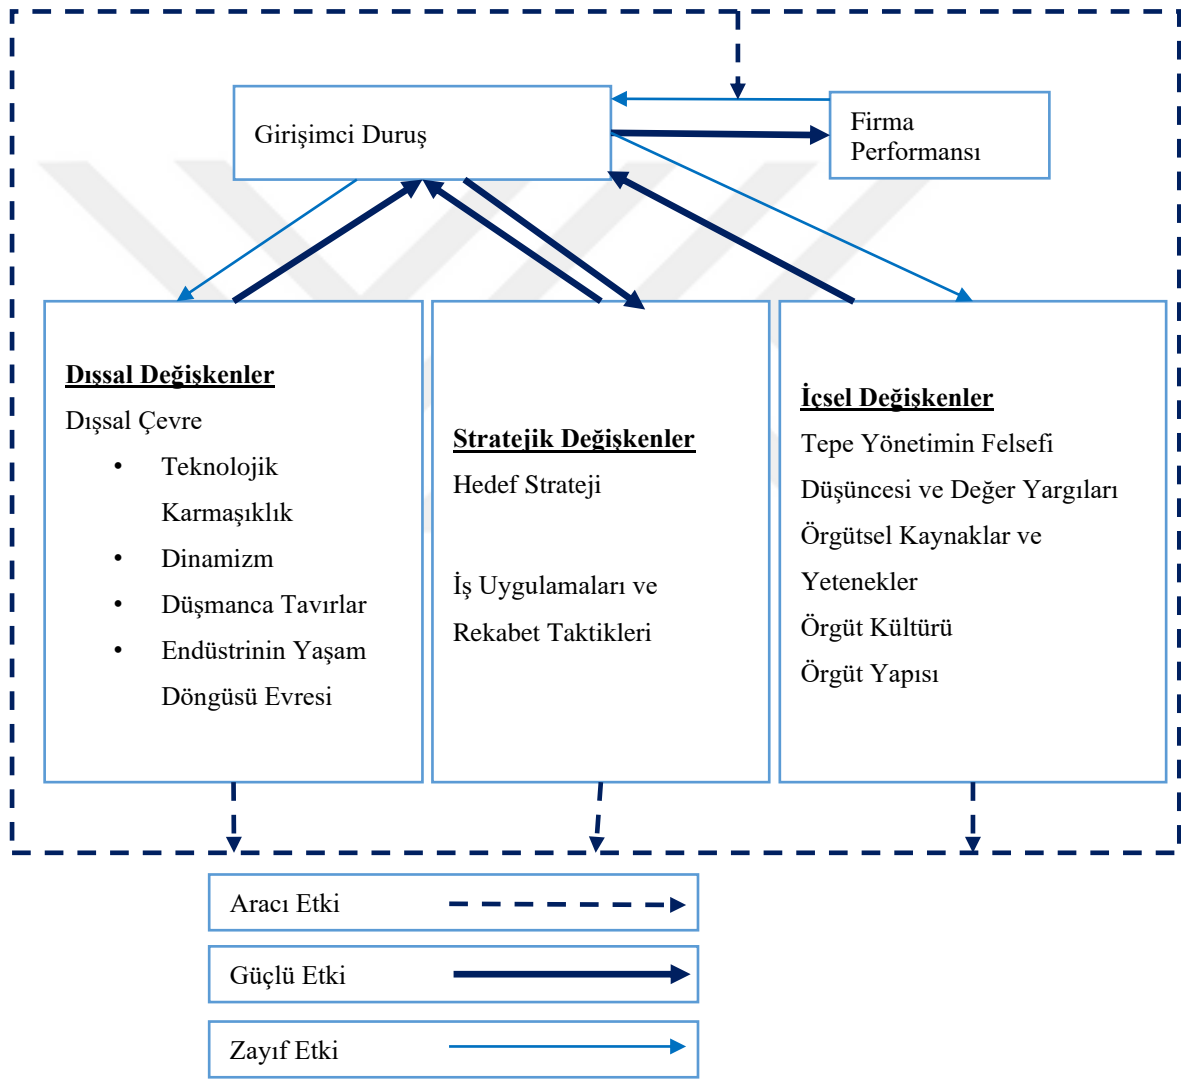 Girişimci Duruş
Firma
Performansı
Dışsal Değişkenler
Dışsal Çevre
• Teknolojik
Karmaşıklık
• Dinamizm
• Düşmanca Tavırlar
• Endüstrinin Yaşam
Döngüsü Evresi
Stratejik Değişkenler
Hedef Strateji
İş Uygulamaları ve
Rekabet Taktikleri
İçsel Değişkenler
Tepe Yönetimin Felsefi
Düşüncesi ve Değer Yargıları
Örgütsel Kaynaklar ve
Yetenekler
Örgüt Kültürü
Örgüt Yapısı
Aracı Etki
Güçlü Etki
Zayıf Etki